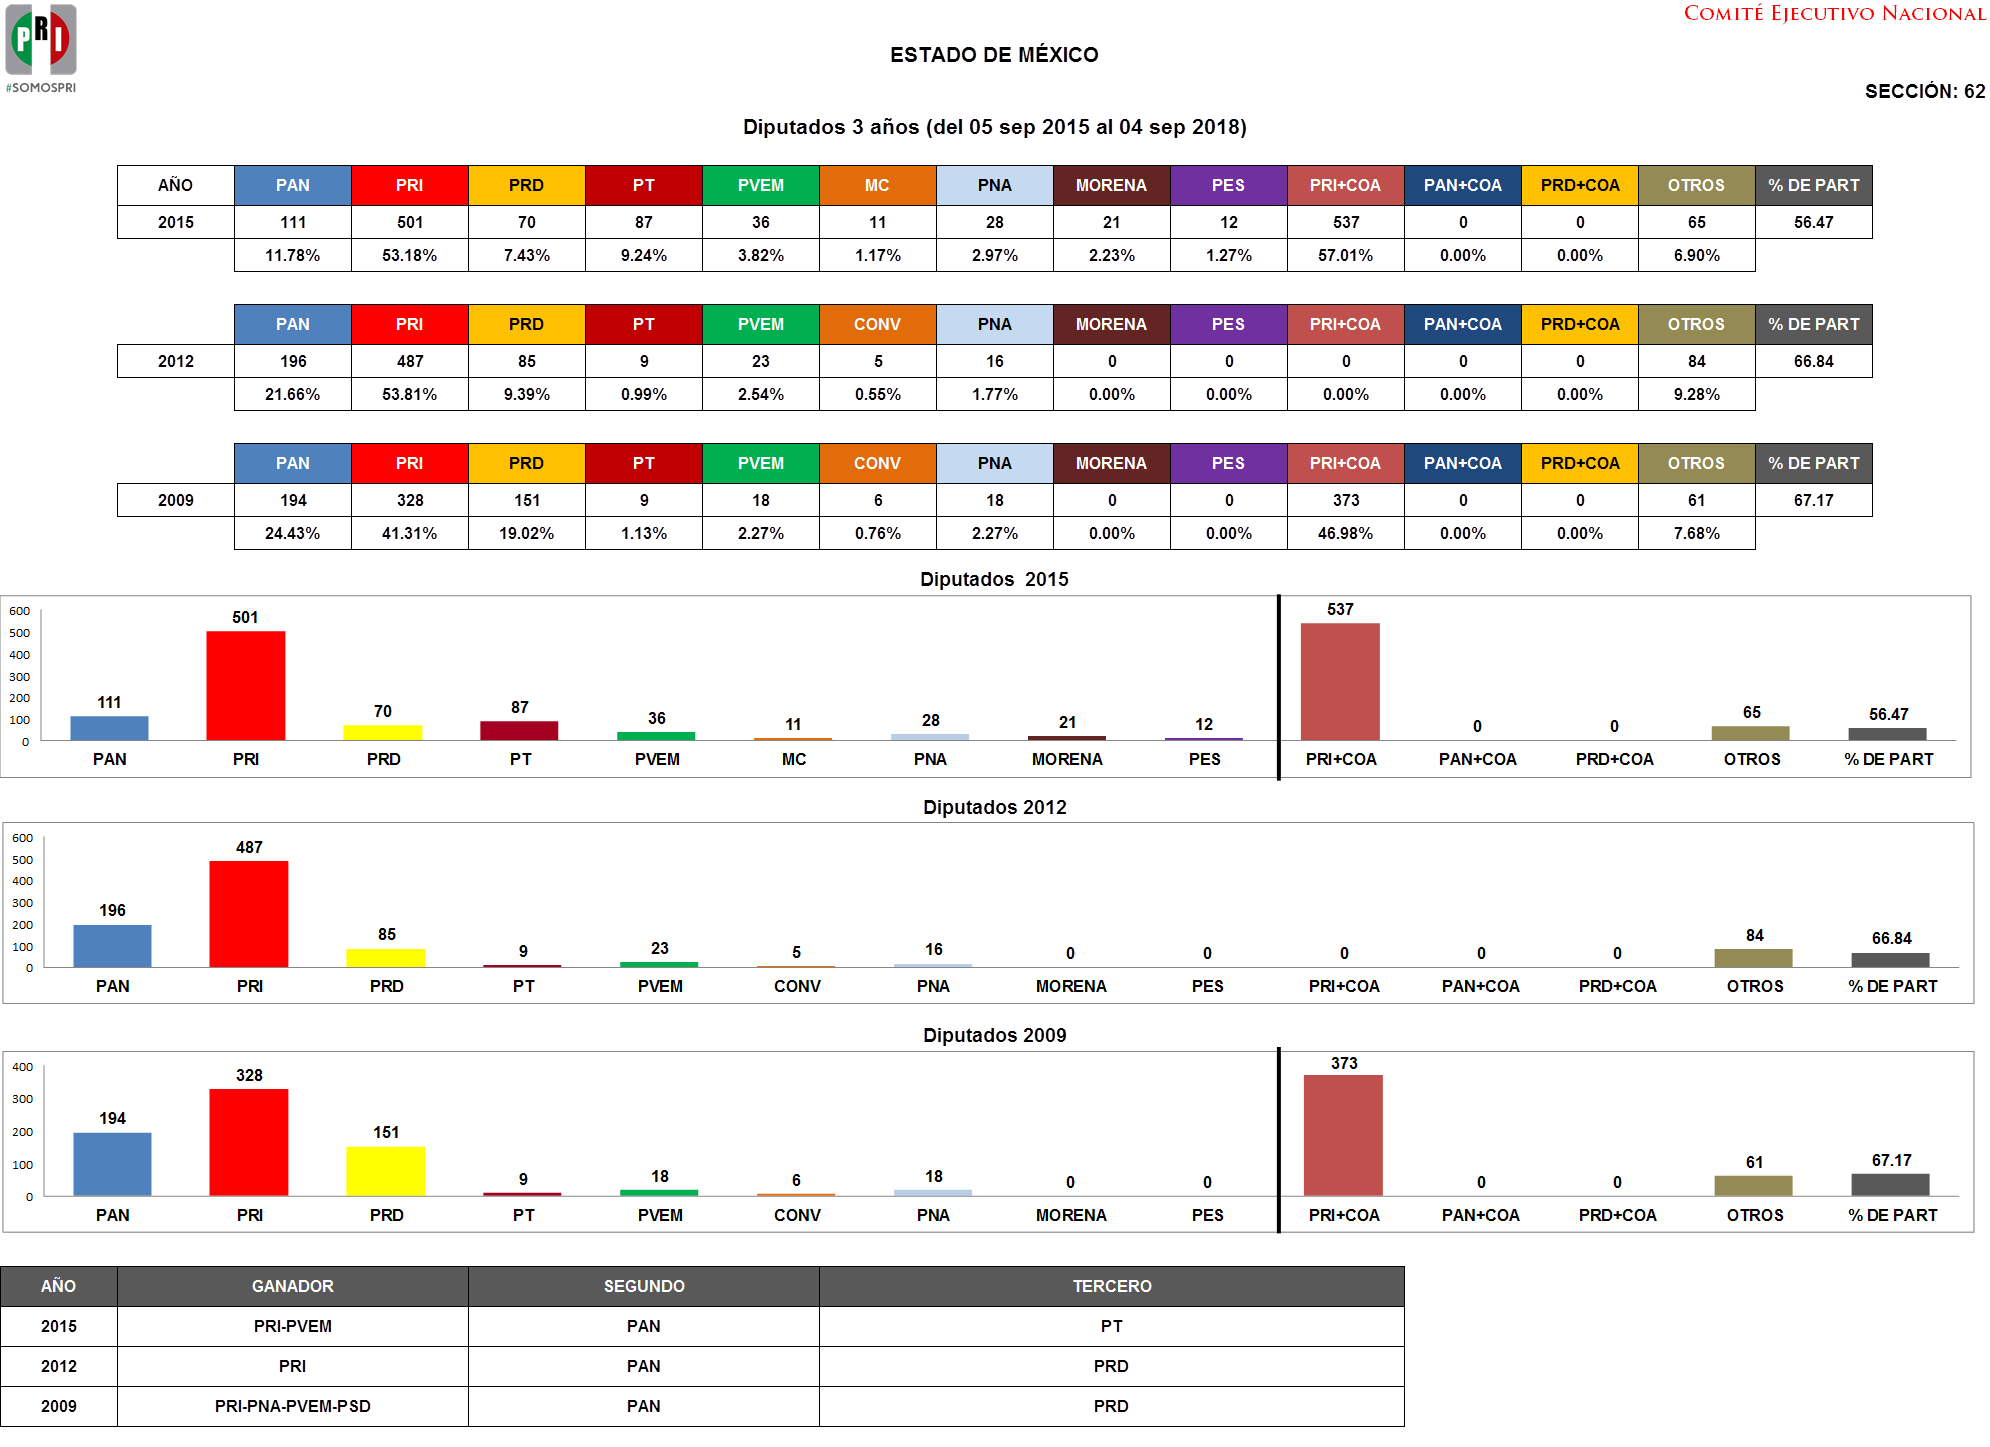 PRI
#SOMOSPRI
COMITÉ EJECUTIVO NACIONAL
ESTADO DE MÉXICO
SECCIÓN: 62
Diputados 3 años (del 05 sep 2015 al 04 sep 2018)
AÑO PAN PRI PRD PT PVEM MC PNA MORENA PES PRI+COA PAN+COA PRD+COA OTROS % DE PART
2015 111 501 70 87 36 11 28 21 12 537 0 0 65 56.47
11.78% 53.18% 7.43% 9.24% 3.82% 1.17% 2.97% 2.23% 1.27% 57.01% 0.00% 0.00% 6.90%
PAN PRI PRD PT PVEM CONV PNA MORENA PES PRI+COA PAN+COA PRD+COA OTROS % DE PART
2012 196 487 85 9 23 5 16 0 0 0 0 0 84 66.84
21.66% 53.81% 9.39% 0.99% 2.54% 0.55% 1.77% 0.00% 0.00% 0.00% 0.00% 0.00% 9.28%
PAN PRI PRD PT PVEM CONV PNA MORENA PES PRI+COA PAN+COA PRD+COA OTROS % DE PART
2009 194 328 151 9 18 6 18 0 0 373 0 0 61 67.17
24.43% 41.31% 19.02% 1.13% 2.27% 0.76% 2.27% 0.00% 0.00% 46.98% 0.00% 0.00% 7.68%
Diputados 2015
600
500
400
300
200
100
0
111 501 70 87 36 11 28 21 12 537 0 0 65 56.47
PAN PRI PRD PT PVEM MC PNA MORENA PES PRI+COA PAN+COA PRD+COA OTROS % DE PART
Diputados 2012
600
500
400
300
200
100
0
196 487 85 9 23 5 16 0 0 0 0 0 84 66.84
PAN PRI PRD PT PVEM CONV PNA MORENA PES PRI+COA PAN+COA PRD+COA OTROS % DE PART
Diputados 2009
400
300
200
100
0
194 328 151 9 18 6 18 0 0 373 0 0 61 67.17
PAN PRI PRD PT PVEM CONV PNA MORENA PES PRI+COA PAN+COA PRD+COA OTROS % DE PART
AÑO GANADOR SEGUNDO TERCERO
2015 PRI-PVEM PAN PT
2012 PRI PAN PRD
2009 PRI-PNA-PVEM-PSD PAN PRD